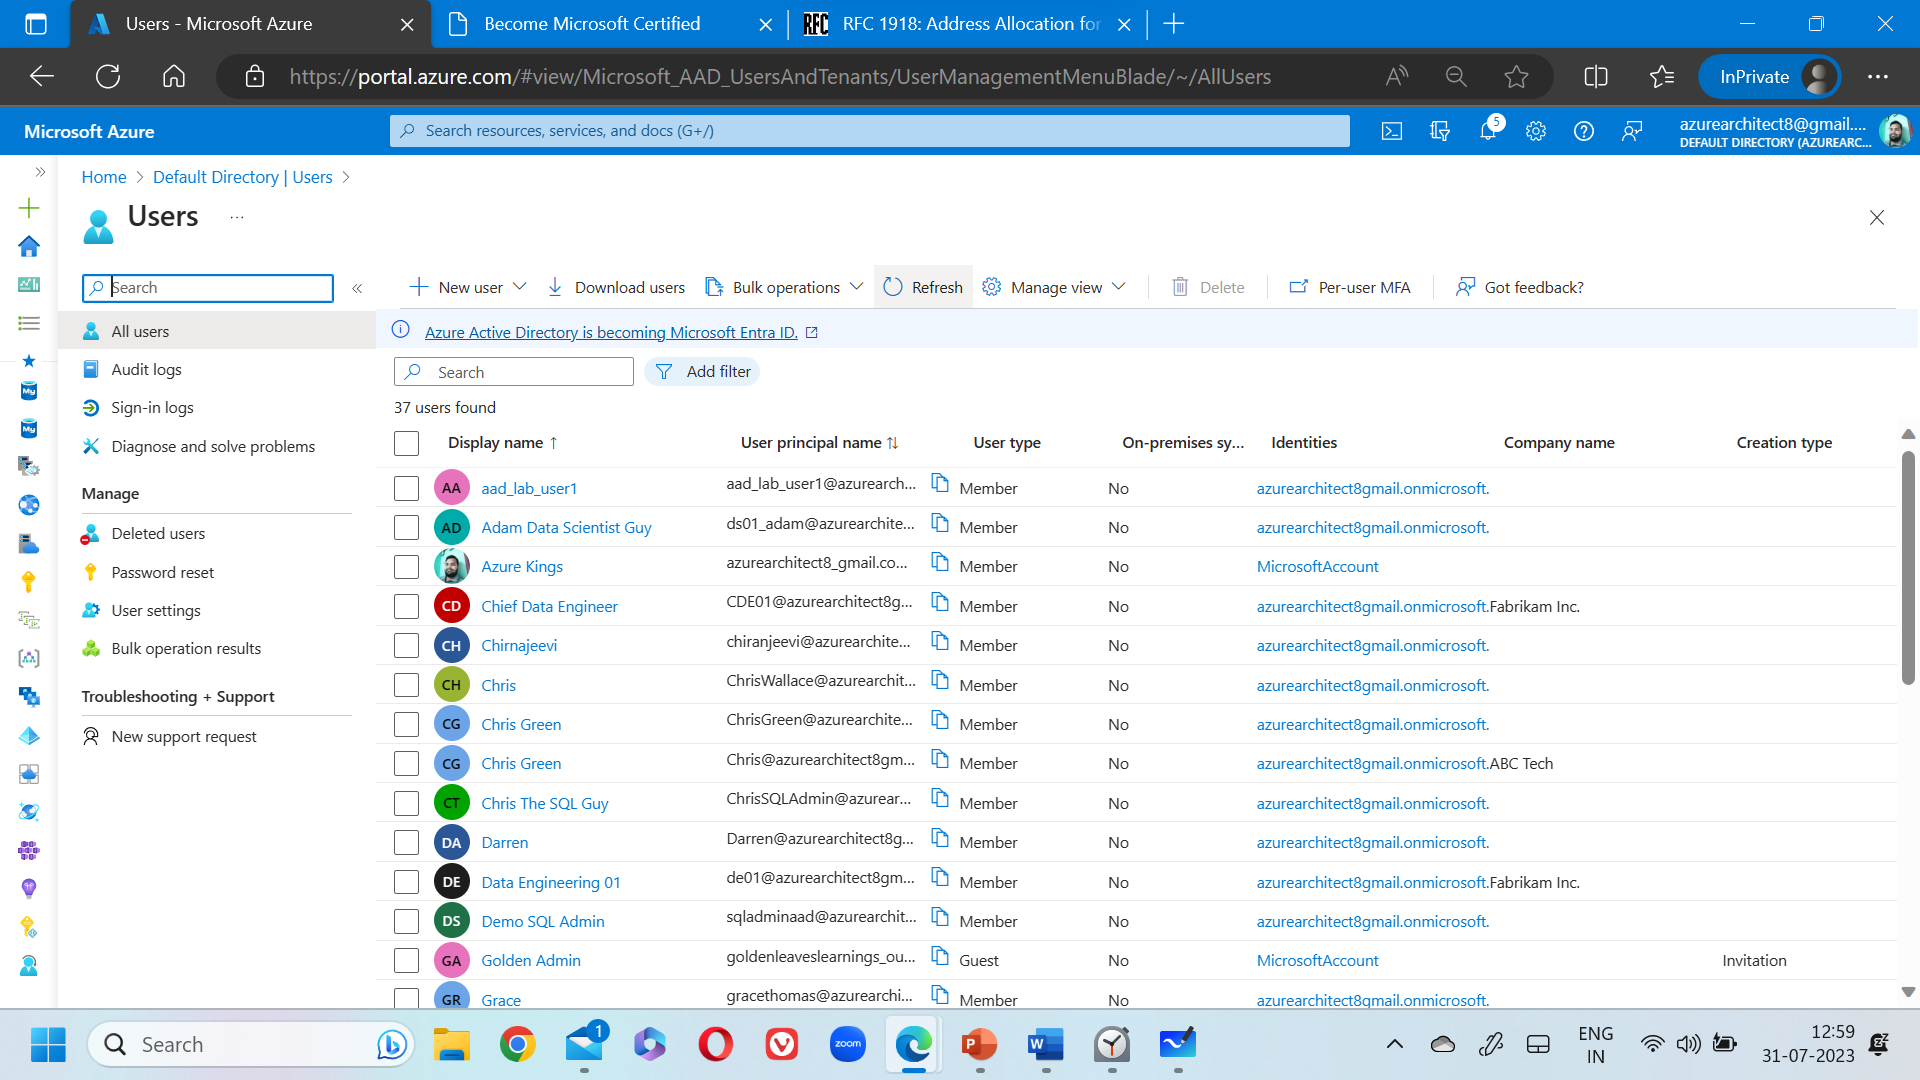 Users - Microsoft Azure
Become Microsoft Certified
RFC
RFC 1918: Address Allocation for
https://portal.azure.com/#view/Microsoft_AAD_UsersAndTenants/UserManagementMenuBlade/~/AllUsers
InPrivate
Microsoft Azure
Search resources, services, and docs (G+/)
5
azurearchitect8@gmail....
DEFAULT DIRECTORY (AZUREARC...
Home
Default Directory | Users
Users
Search
New user
Download users
Bulk operations
Refresh
Manage view
Delete
Per-user MFA
Got feedback?
All users
Audit logs
Sign-in logs
Diagnose and solve problems
Manage
Deleted users
Password reset
User settings
Bulk operation results
Troubleshooting + Support
New support request
My
My
Azure Active Directory is becoming Microsoft Entra ID.
Search
Add filter
37 users found
Display name ↑ User principal name ↑↓ User type On-premises sy... Identities Company name Creation type
AA aad_lab_user1 aad_lab_user1@azurearch... Member No azurearchitect8gmail.onmicrosoft.
AD Adam Data Scientist Guy ds01_adam@azurearchite... Member No azurearchitect8gmail.onmicrosoft.
Azure Kings azurearchitect8_gmail.co... Member No MicrosoftAccount
CD Chief Data Engineer CDE01@azurearchitect8g... Member No azurearchitect8gmail.onmicrosoft. Fabrikam Inc.
CH Chirnajeevi chiranjeevi@azurearchite... Member No azurearchitect8gmail.onmicrosoft.
CH Chris ChrisWallace@azurearchit... Member No azurearchitect8gmail.onmicrosoft.
CG Chris Green ChrisGreen@azurearchite... Member No azurearchitect8gmail.onmicrosoft.
CG Chris Green Chris@azurearchitect8gm... Member No azurearchitect8gmail.onmicrosoft. ABC Tech
CT Chris The SQL Guy ChrisSQLAdmin@azurear... Member No azurearchitect8gmail.onmicrosoft.
DA Darren Darren@azurearchitect8g... Member No azurearchitect8gmail.onmicrosoft.
DE Data Engineering 01 de01@azurearchitect8gm... Member No azurearchitect8gmail.onmicrosoft. Fabrikam Inc.
DS Demo SQL Admin sqladminaad@azurearchit... Member No azurearchitect8gmail.onmicrosoft.
GA Golden Admin goldenleaveslearnings_ou... Guest No MicrosoftAccount Invitation
GR Grace gracethomas@azurearchi... Member No azurearchitect8gmail.onmicrosoft.
Search
1
zoom
P
W
ENG
IN
12:59
31-07-2023